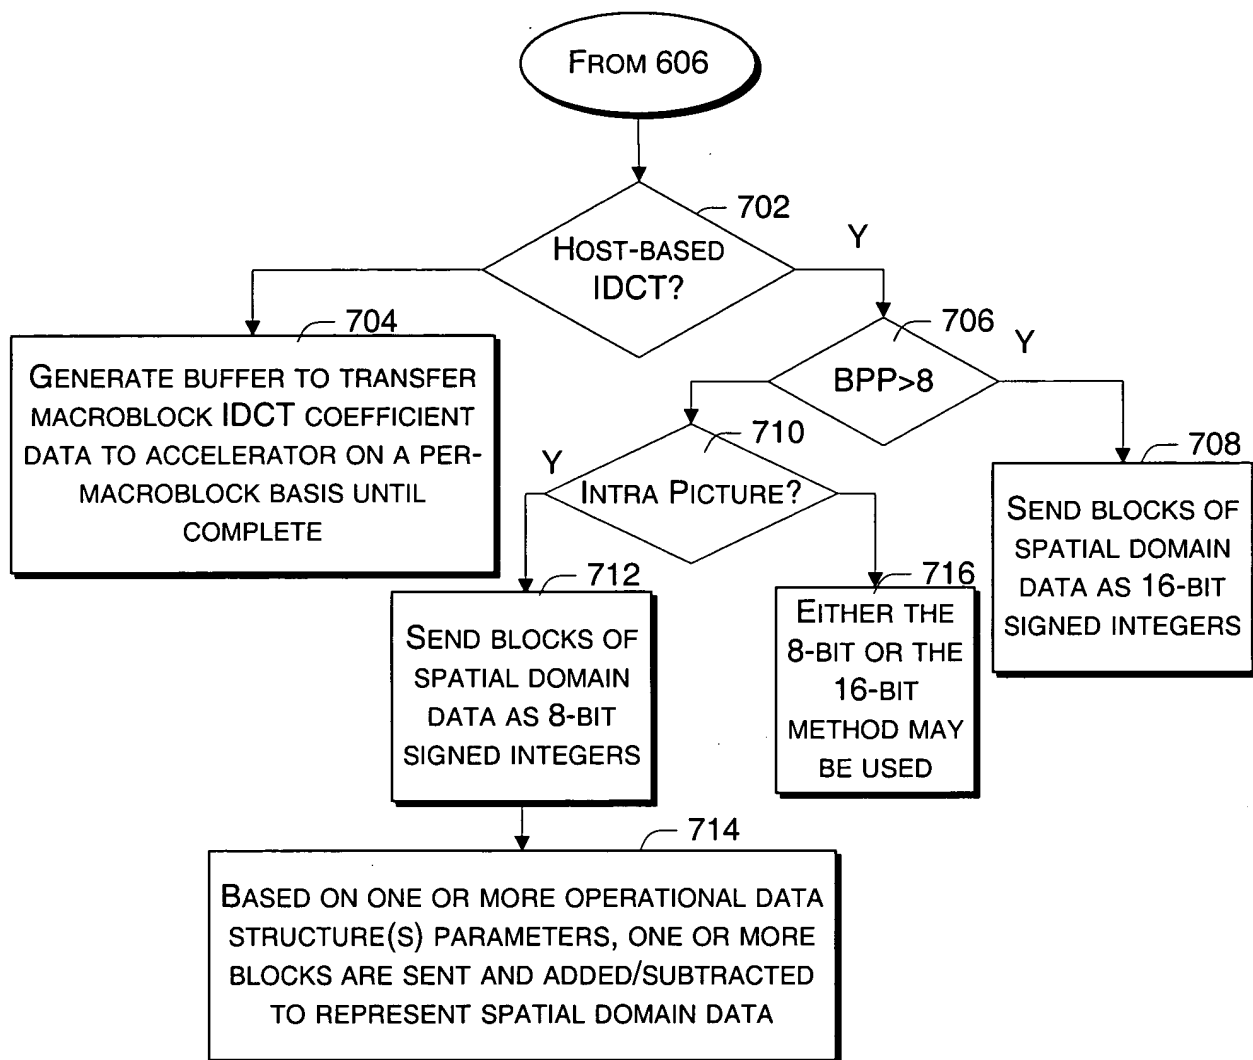 FROM 606
702
HOST-BASED
IDCT?
Y
704
GENERATE BUFFER TO TRANSFER
MACROBLOCK IDCT COEFFICIENT
DATA TO ACCELERATOR ON A PER-
MACROBLOCK BASIS UNTIL
COMPLETE
706
BPP>8
Y
710
INTRA PICTURE?
Y
708
SEND BLOCKS OF
SPATIAL DOMAIN
DATA AS 16-BIT
SIGNED INTEGERS
712
SEND BLOCKS OF
SPATIAL DOMAIN
DATA AS 8-BIT
SIGNED INTEGERS
716
EITHER THE
8-BIT OR THE
16-BIT
METHOD MAY
BE USED
714
BASED ON ONE OR MORE OPERATIONAL DATA
STRUCTURE(S) PARAMETERS, ONE OR MORE
BLOCKS ARE SENT AND ADDED/SUBTRACTED
TO REPRESENT SPATIAL DOMAIN DATA